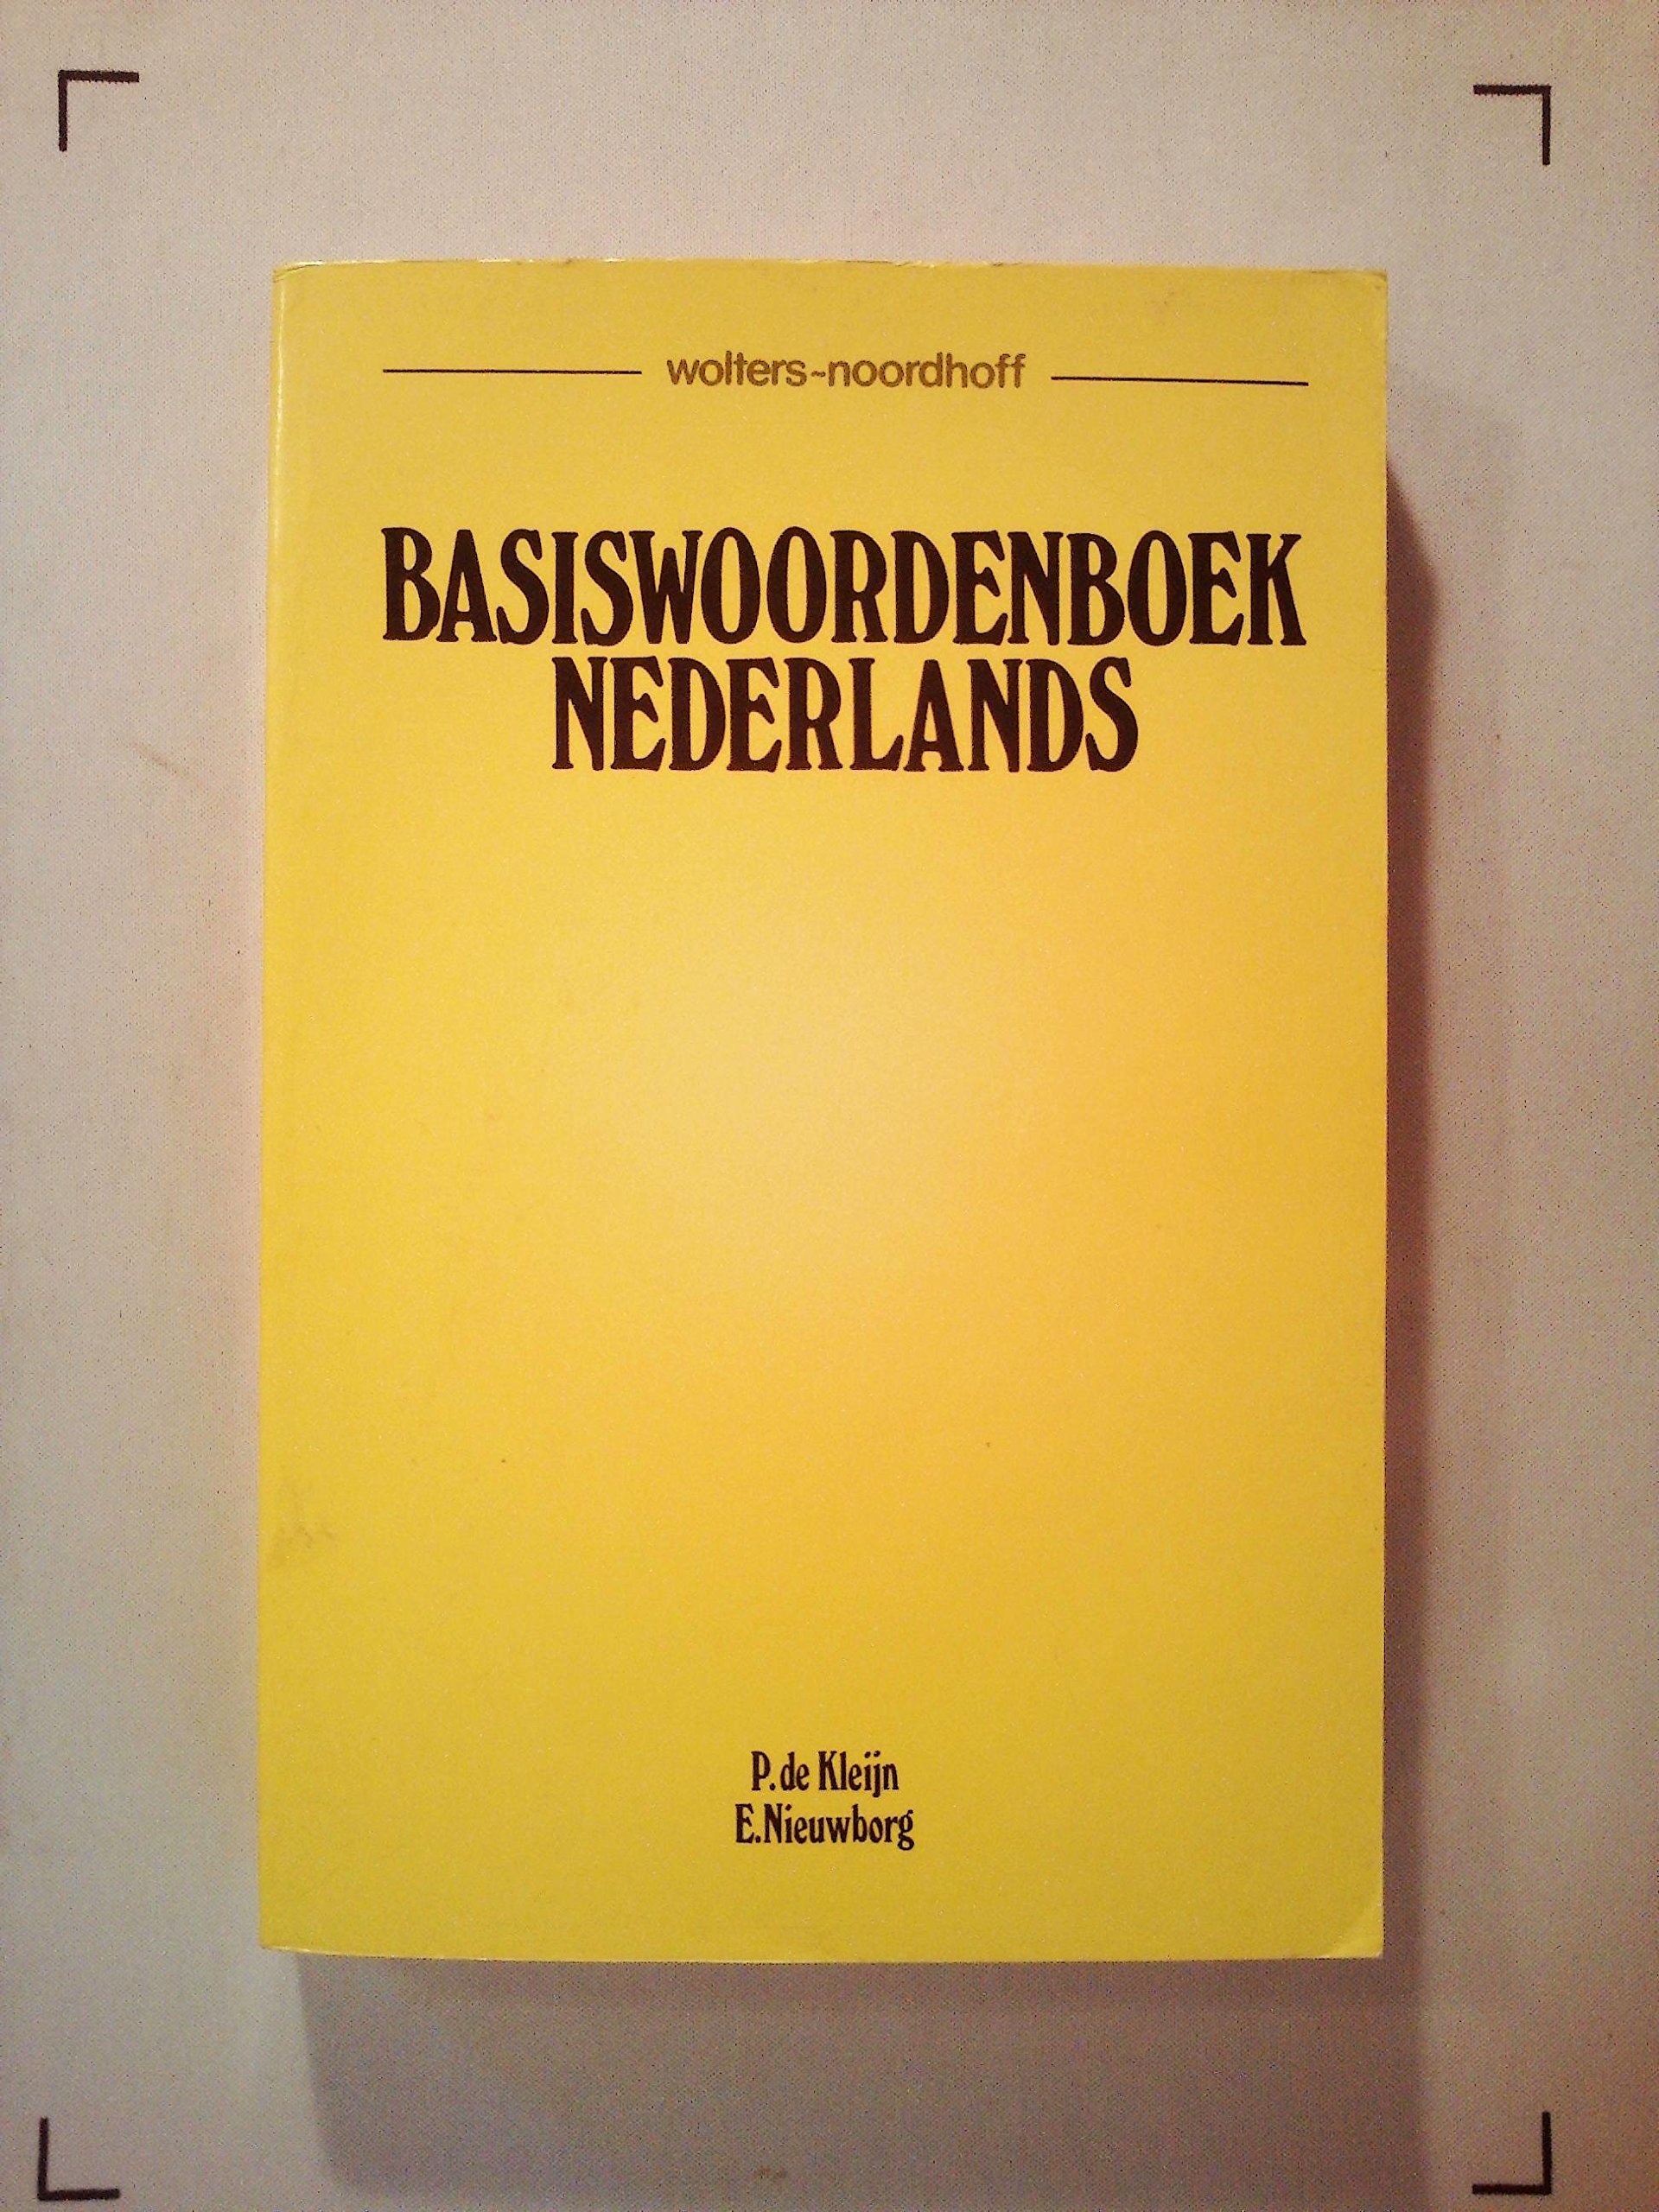 wolters~noordhoff
BASISWOORDENBOEK
NEDERLANDS
P. de Kleijn
E. Nieuwborg